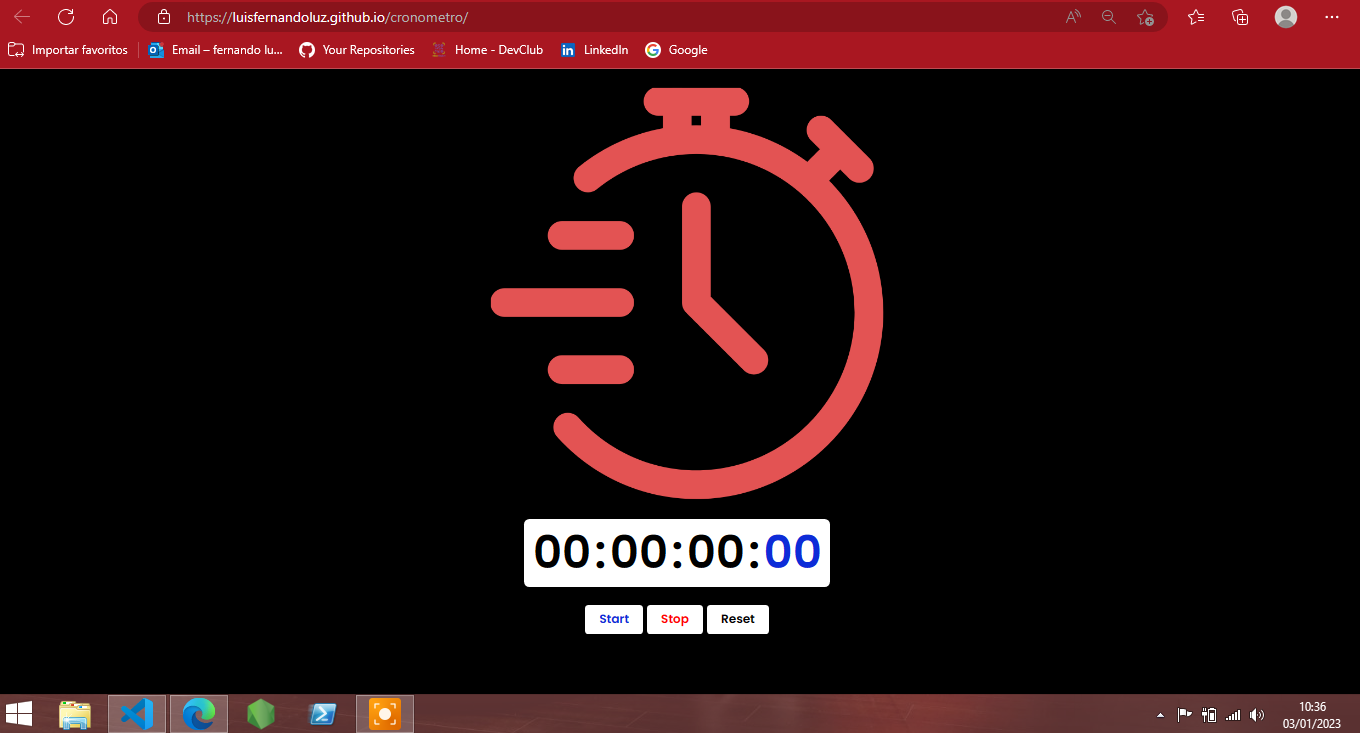 https://luisfernandoluz.github.io/cronometro/
Importar favoritos Email – fernando lu... Your Repositories Home - DevClub LinkedIn Google
00:00:00:00
Start Stop Reset
10:36
03/01/2023